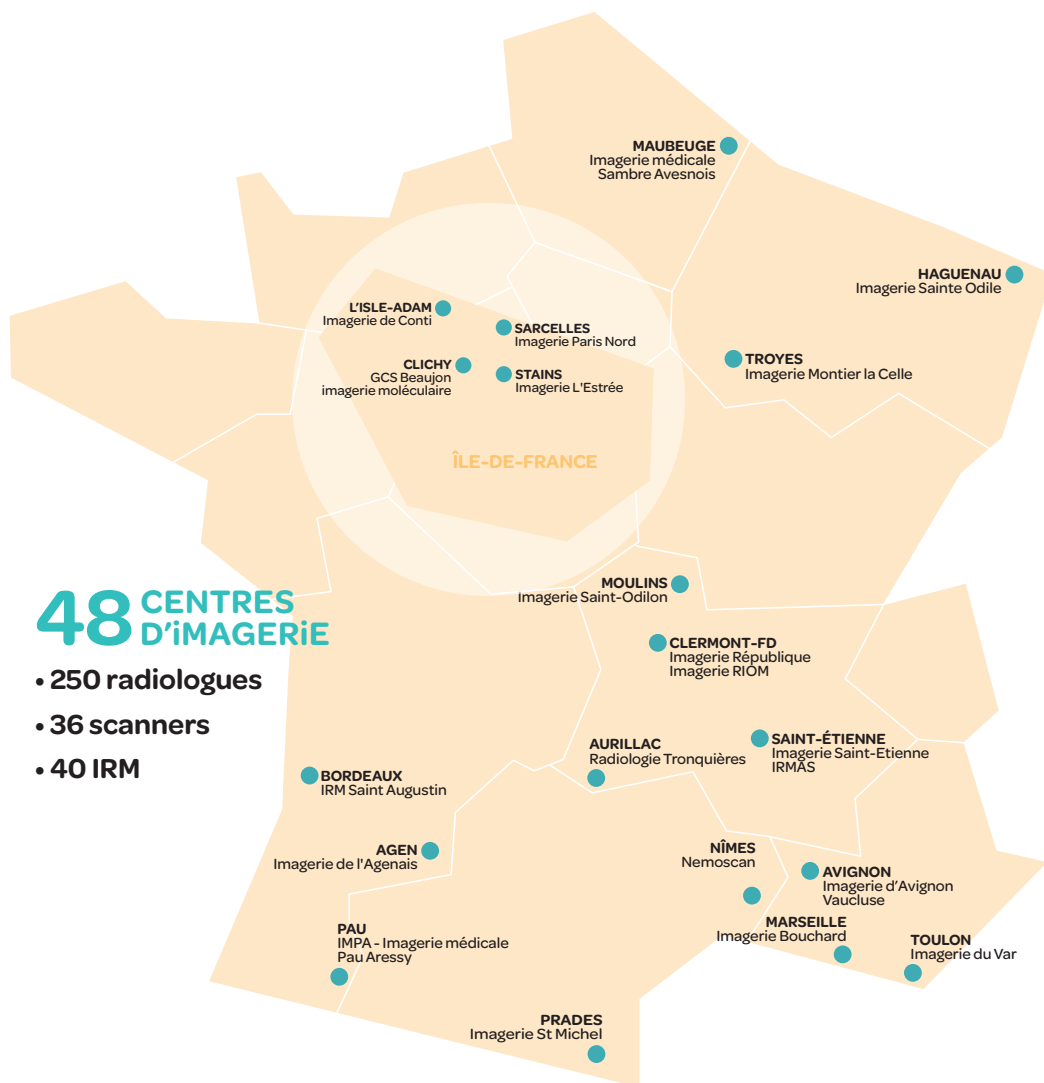 MAUBEUGE
Imagerie médicale
Sambre Avesnois
HAGUENAU
Imagerie Sainte Odile
L'ISLE-ADAM
Imagerie de Conti
SARCELLES
Imagerie Paris Nord
CLICHY
GCS Beaujon
imagerie moléculaire
STAINS
Imagerie L'Estrée
TROYES
Imagerie Montier la Celle
ÎLE-DE-FRANCE
48 CENTRES
D'iMAGERiE
• 250 radiologues
• 36 scanners
• 40 IRM
MOULINS
Imagerie Saint-Odilon
CLERMONT-FD
Imagerie République
Imagerie RIOM
AURILLAC
Radiologie Tronquières
SAINT-ÉTIENNE
Imagerie Saint-Etienne
IRMAS
BORDEAUX
IRM Saint Augustin
AGEN
Imagerie de l'Agenais
NÎMES
Nemoscan
AVIGNON
Imagerie d’Avignon
Vaucluse
MARSEILLE
Imagerie Bouchard
TOULON
Imagerie du Var
PAU
IMPA - Imagerie médicale
Pau Aressy
PRADES
Imagerie St Michel